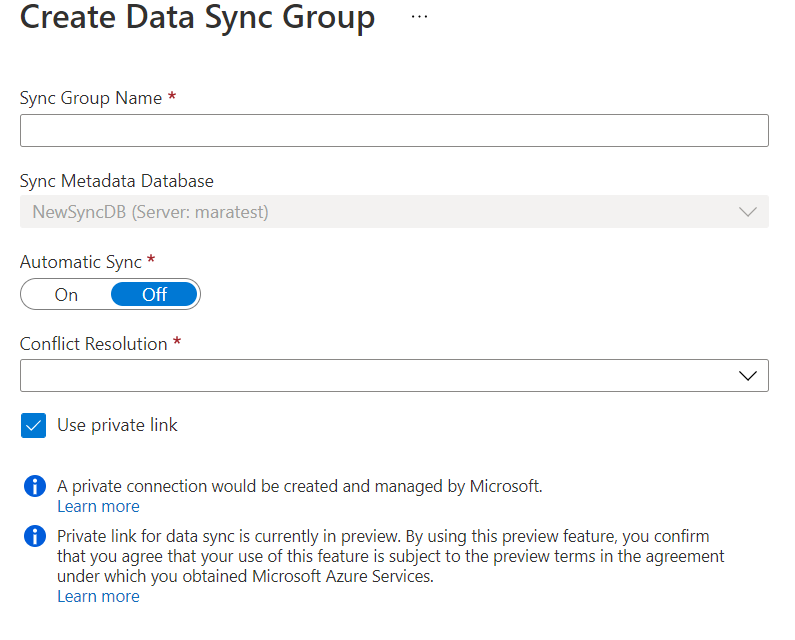 Create Data Sync Group ...
Sync Group Name *
Sync Metadata Database
NewSyncDB (Server: maratest)
Automatic Sync *
On Off
Conflict Resolution *
Use private link
A private connection would be created and managed by Microsoft.
Learn more
Private link for data sync is currently in preview. By using this preview feature, you confirm
that you agree that your use of this feature is subject to the preview terms in the agreement
under which you obtained Microsoft Azure Services.
Learn more